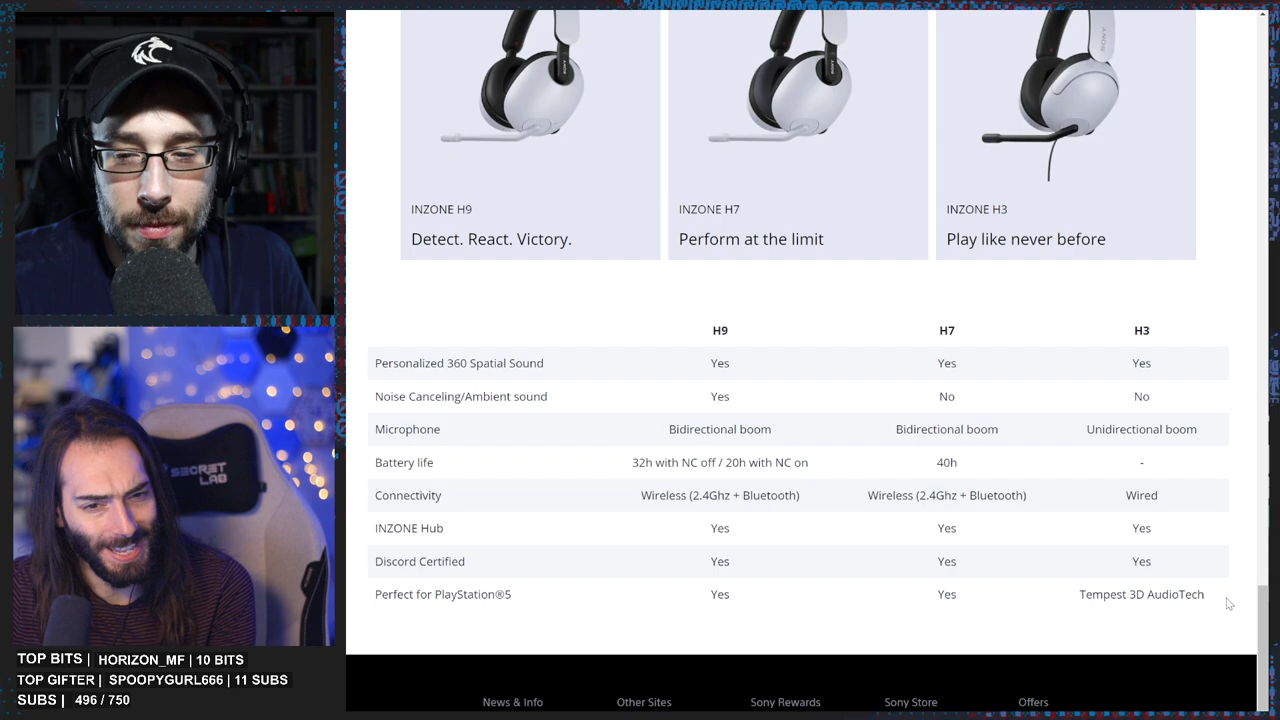 INZONE H9
Detect. React. Victory.
INZONE H7
Perform at the limit
INZONE H3
Play like never before
H9 H7 H3
Personalized 360 Spatial Sound Yes Yes Yes
Noise Canceling/Ambient sound Yes No No
Microphone Bidirectional boom Bidirectional boom Unidirectional boom
Battery life 32h with NC off / 20h with NC on 40h -
Connectivity Wireless (2.4Ghz + Bluetooth) Wireless (2.4Ghz + Bluetooth) Wired
INZONE Hub Yes Yes Yes
Discord Certified Yes Yes Yes
Perfect for PlayStation®5 Yes Yes Tempest 3D AudioTech
News & Info Other Sites Sony Rewards Sony Store Offers
SECRETLAB
TOP BITS | HORIZON_MF | 10 BITS
TOP GIFTER | SPOOPYGURL666 | 11 SUBS
SUBS | 496 / 750